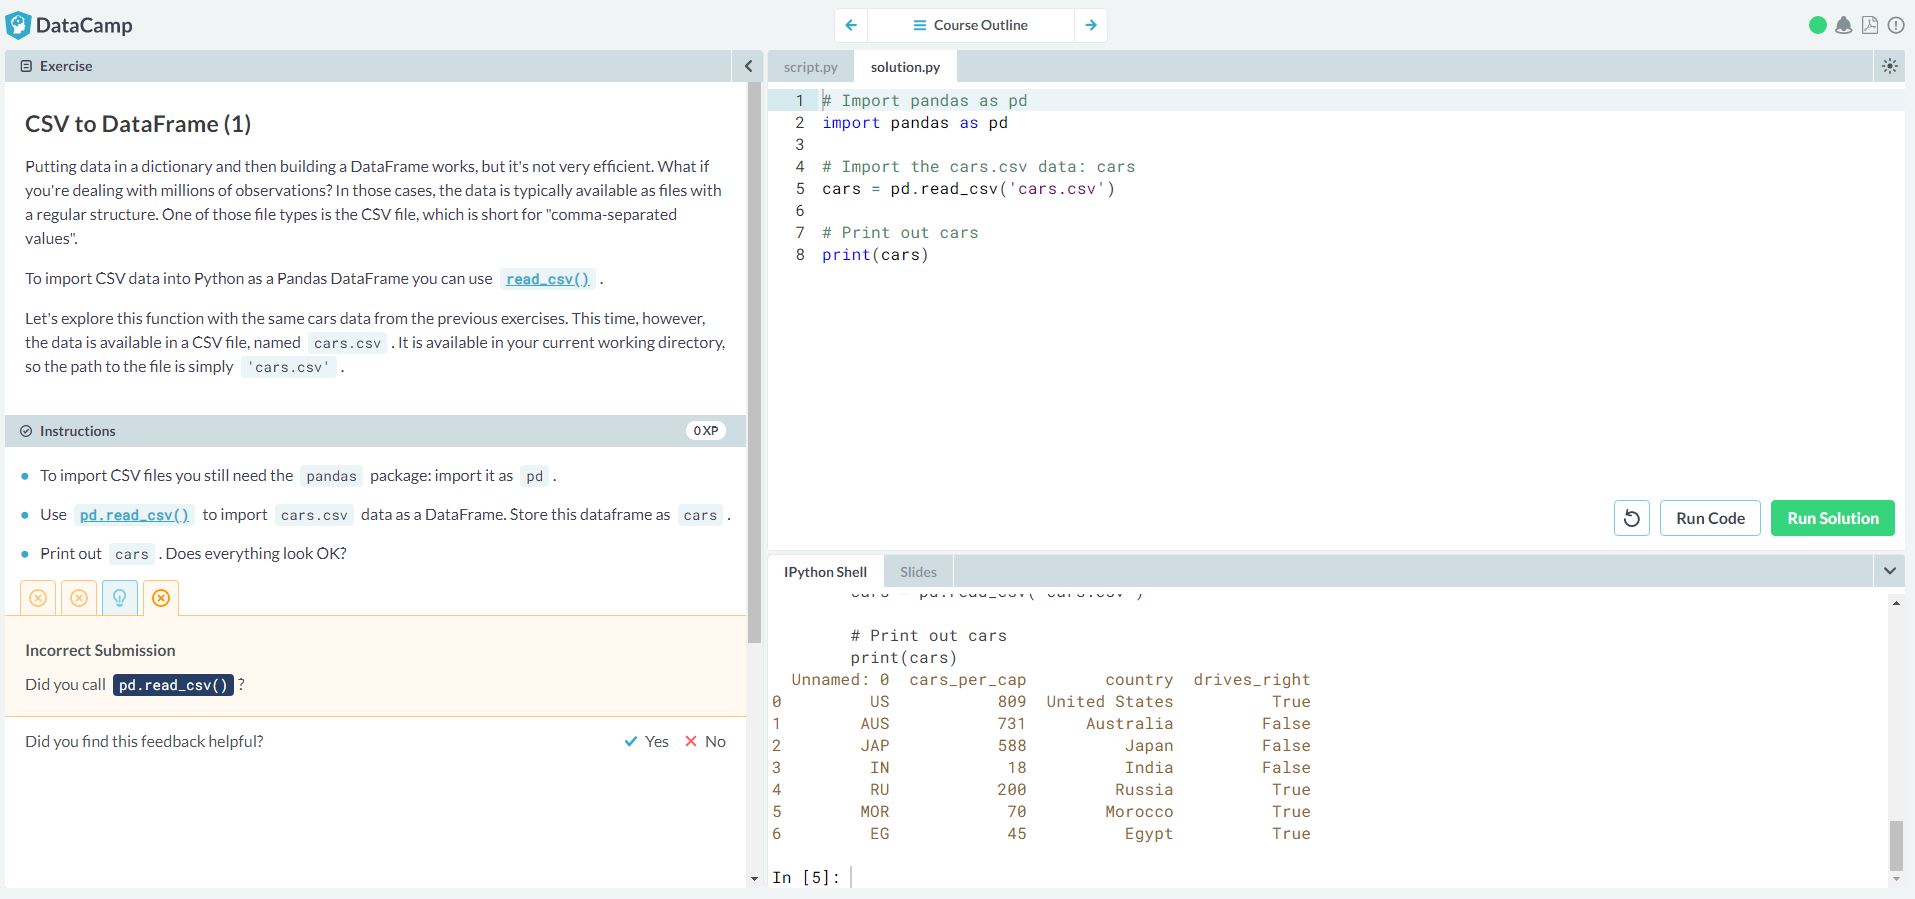 DataCamp
Course Outline
Exercise
CSV to DataFrame (1)
Putting data in a dictionary and then building a DataFrame works, but it's not very efficient. What if
you're dealing with millions of observations? In those cases, the data is typically available as files with
a regular structure. One of those file types is the CSV file, which is short for "comma-separated
values".
To import CSV data into Python as a Pandas DataFrame you can use read_csv() .
Let's explore this function with the same cars data from the previous exercises. This time, however,
the data is available in a CSV file, named cars.csv . It is available in your current working directory,
so the path to the file is simply 'cars.csv' .
Instructions
0 XP
To import CSV files you still need the pandas package: import it as pd .
Use pd.read_csv() to import cars.csv data as a DataFrame. Store this dataframe as cars .
Print out cars . Does everything look OK?
Incorrect Submission
Did you call pd.read_csv() ?
Did you find this feedback helpful?
Yes No
script.py solution.py
1 # Import pandas as pd
2 import pandas as pd
3
4 # Import the cars.csv data: cars
5 cars = pd.read_csv('cars.csv')
6
7 # Print out cars
8 print(cars)
Run Code
Run Solution
IPython Shell Slides
cars = pd.read_csv('cars.csv')
# Print out cars
print(cars)
Unnamed: 0 cars_per_cap country drives_right
0 US 809 United States True
1 AUS 731 Australia False
2 JAP 588 Japan False
3 IN 18 India False
4 RU 200 Russia True
5 MOR 70 Morocco True
6 EG 45 Egypt True
In [5]: